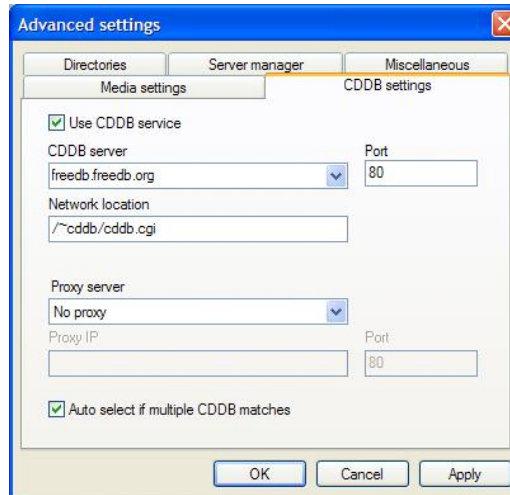 Advanced settings
Directories
Server manager
Miscellaneous
Media settings
CDDB settings
Use CDDB service
CDDB server
Port
freedb.freedb.org
80
Network location
/~cddb/cddb.cgi
Proxy server
No proxy
Proxy IP
Port
80
Auto select if multiple CDDB matches
OK
Cancel
Apply